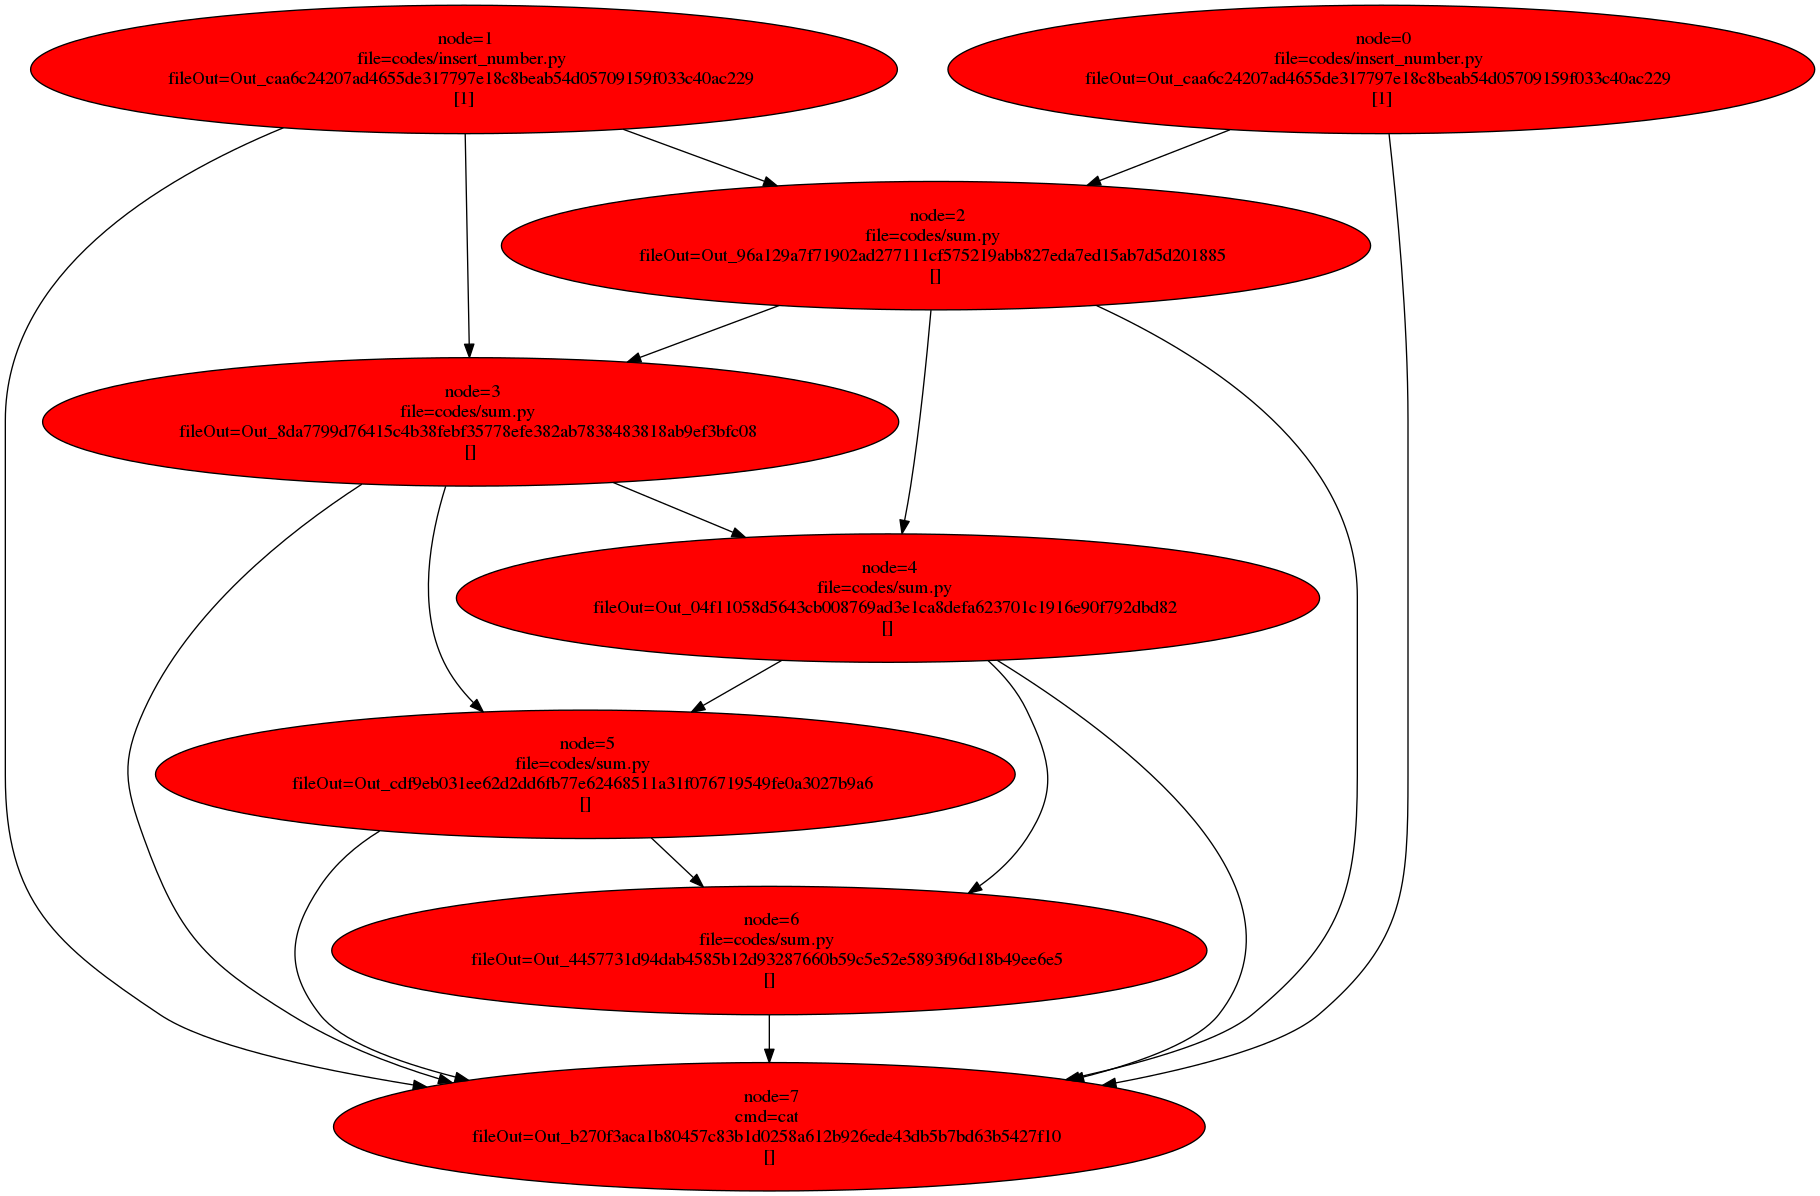 node=1
file=codes/insert_number.py
fileOut=Out_caa6c24207ad4655de317797e18c8beab54d05709159f033c40ac229
[1]
node=0
file=codes/insert_number.py
fileOut=Out_caa6c24207ad4655de317797e18c8beab54d05709159f033c40ac229
[1]
node=2
file=codes/sum.py
fileOut=Out_96a129a7f71902ad277111cf575219abb827eda7ed15ab7d5d201885
[]
node=3
file=codes/sum.py
fileOut=Out_8da7799d76415c4b38febf35778efe382ab7838483818ab9ef3bfc08
[]
node=4
file=codes/sum.py
fileOut=Out_04f11058d5643cb008769ad3e1ca8defa623701c1916e90f792dbd82
[]
node=5
file=codes/sum.py
fileOut=Out_cdf9eb031ee62d2dd6fb77e62468511a31f076719549fe0a3027b9a6
[]
node=6
file=codes/sum.py
fileOut=Out_4457731d94dab4585b12d93287660b59c5e52e5893f96d18b49ee6e5
[]
node=7
cmd=cat
fileOut=Out_b270f3aca1b80457c83b1d0258a612b926ede43db5b7bd63b5427f10
[]